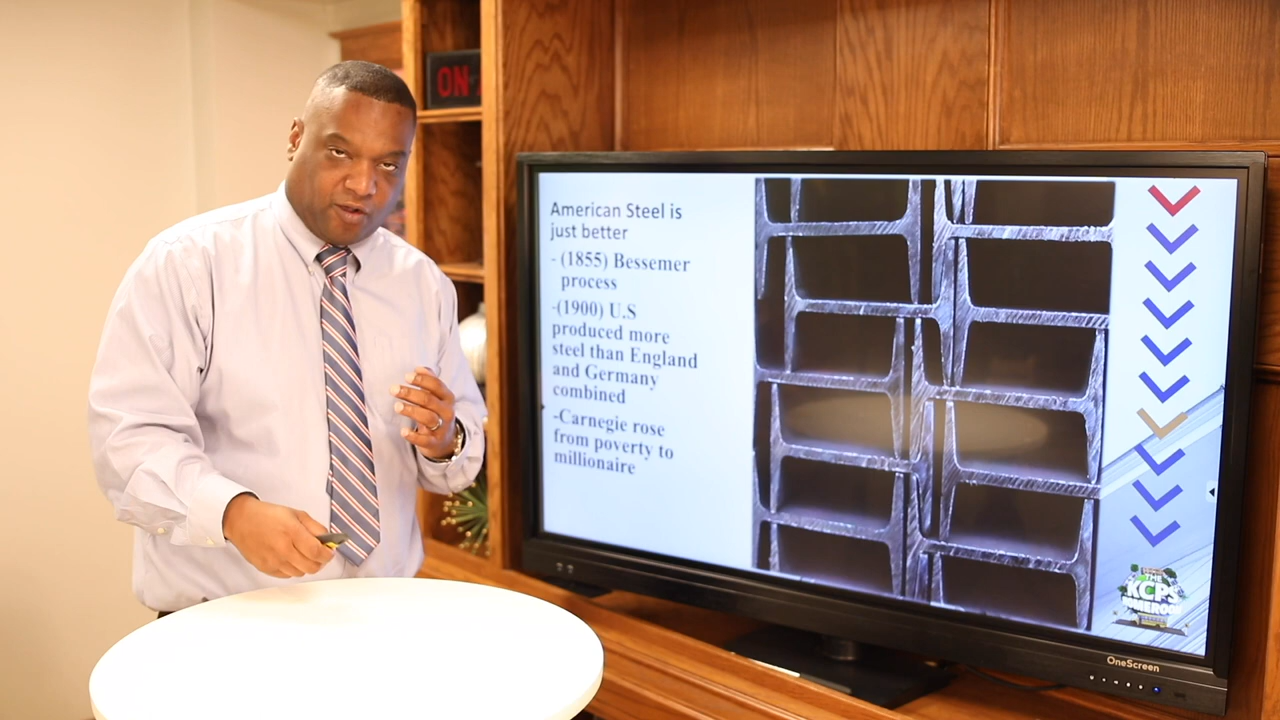 ON
American Steel is
just better
- (1855) Bessemer
process
-(1900) U.S
produced more
steel than England
and Germany
combined
-Carnegie rose
from poverty to
millionaire
THE
KCPS
HOMEROOM
OneScreen